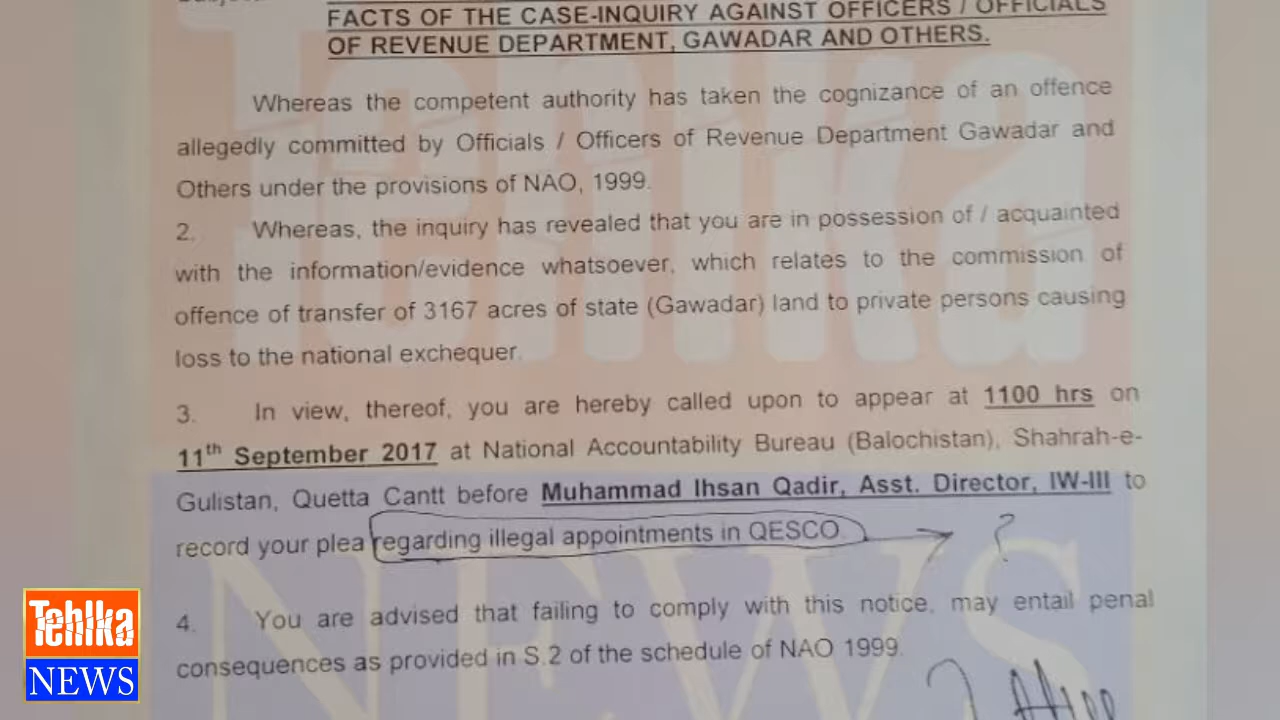 FACTS OF THE CASE-INQUIRY AGAINST OFFICERS / OFFICIALS
OF REVENUE DEPARTMENT, GAWADAR AND OTHERS.
Whereas the competent authority has taken the cognizance of an offence
allegedly committed by Officials / Officers of Revenue Department Gawadar and
Others under the provisions of NAO, 1999.
2. Whereas, the inquiry has revealed that you are in possession of / acquainted
with the information/evidence whatsoever, which relates to the commission of
offence of transfer of 3167 acres of state (Gawadar) land to private persons causing
loss to the national exchequer.
3. In view, thereof, you are hereby called upon to appear at 1100 hrs on
11th September 2017 at National Accountability Bureau (Balochistan), Shahrah-e-
Gulistan, Quetta Cantt before Muhammad Ihsan Qadir, Asst. Director, IW-III to
record your plea regarding illegal appointments in QESCO. ?
4. You are advised that failing to comply with this notice, may entail penal
consequences as provided in S.2 of the schedule of NAO 1999.
Tehlka
NEWS
Tehlka
NEWS